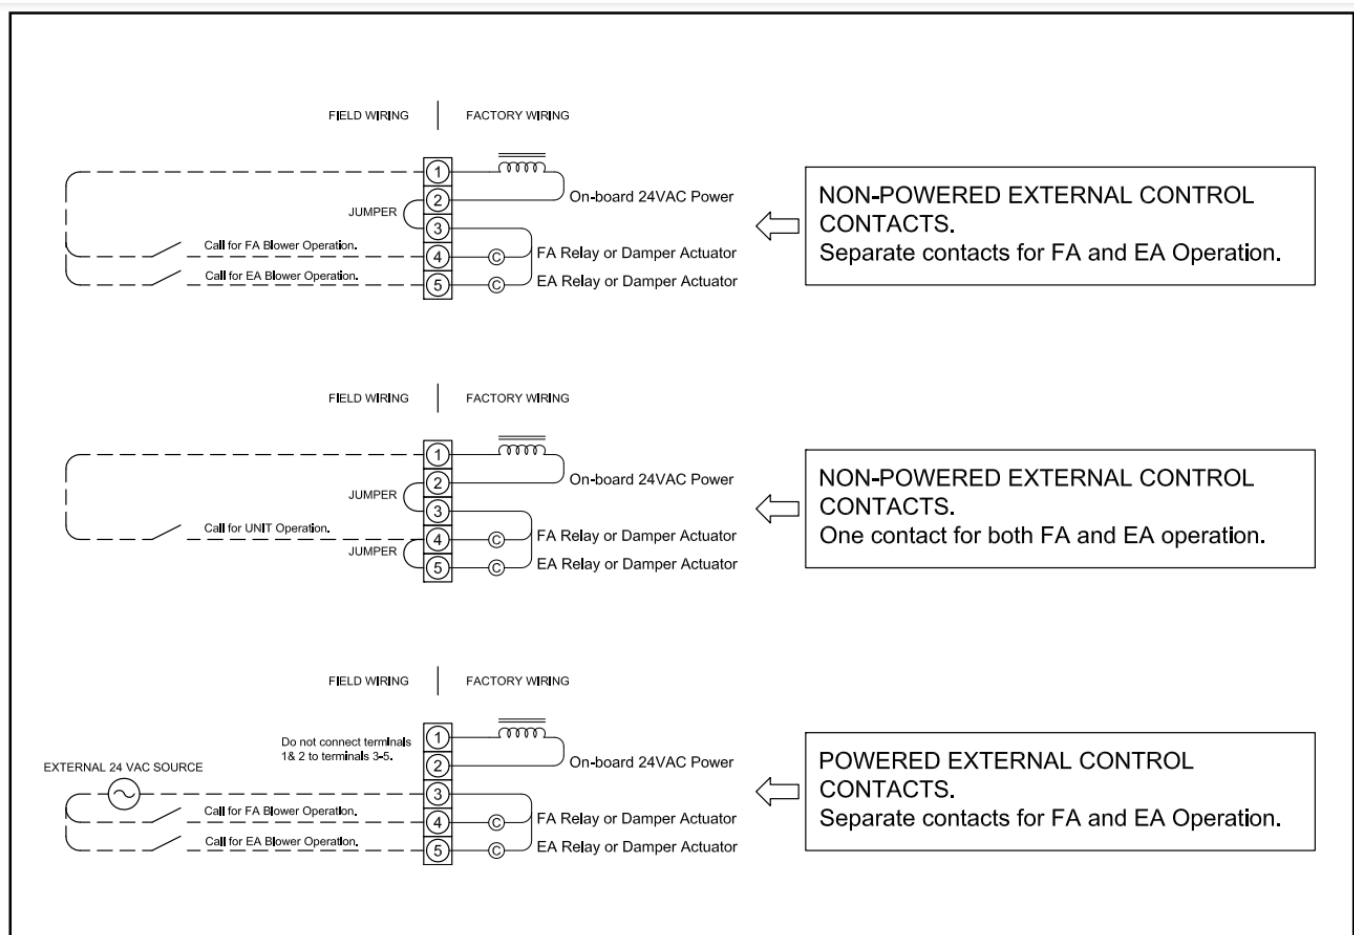 FIELD WIRING
FACTORY WIRING
1
2
3
4
5
JUMPER
Call for FA Blower Operation.
Call for EA Blower Operation.
On-board 24VAC Power
C
FA Relay or Damper Actuator
C
EA Relay or Damper Actuator
NON-POWERED EXTERNAL CONTROL
CONTACTS.
Separate contacts for FA and EA Operation.
FIELD WIRING
FACTORY WIRING
1
2
3
4
5
JUMPER
Call for UNIT Operation.
JUMPER
On-board 24VAC Power
C
FA Relay or Damper Actuator
C
EA Relay or Damper Actuator
NON-POWERED EXTERNAL CONTROL
CONTACTS.
One contact for both FA and EA operation.
FIELD WIRING
FACTORY WIRING
Do not connect terminals
1& 2 to terminals 3-5.
EXTERNAL 24 VAC SOURCE
1
2
3
4
5
Call for FA Blower Operation.
Call for EA Blower Operation.
On-board 24VAC Power
C
FA Relay or Damper Actuator
C
EA Relay or Damper Actuator
POWERED EXTERNAL CONTROL
CONTACTS.
Separate contacts for FA and EA Operation.